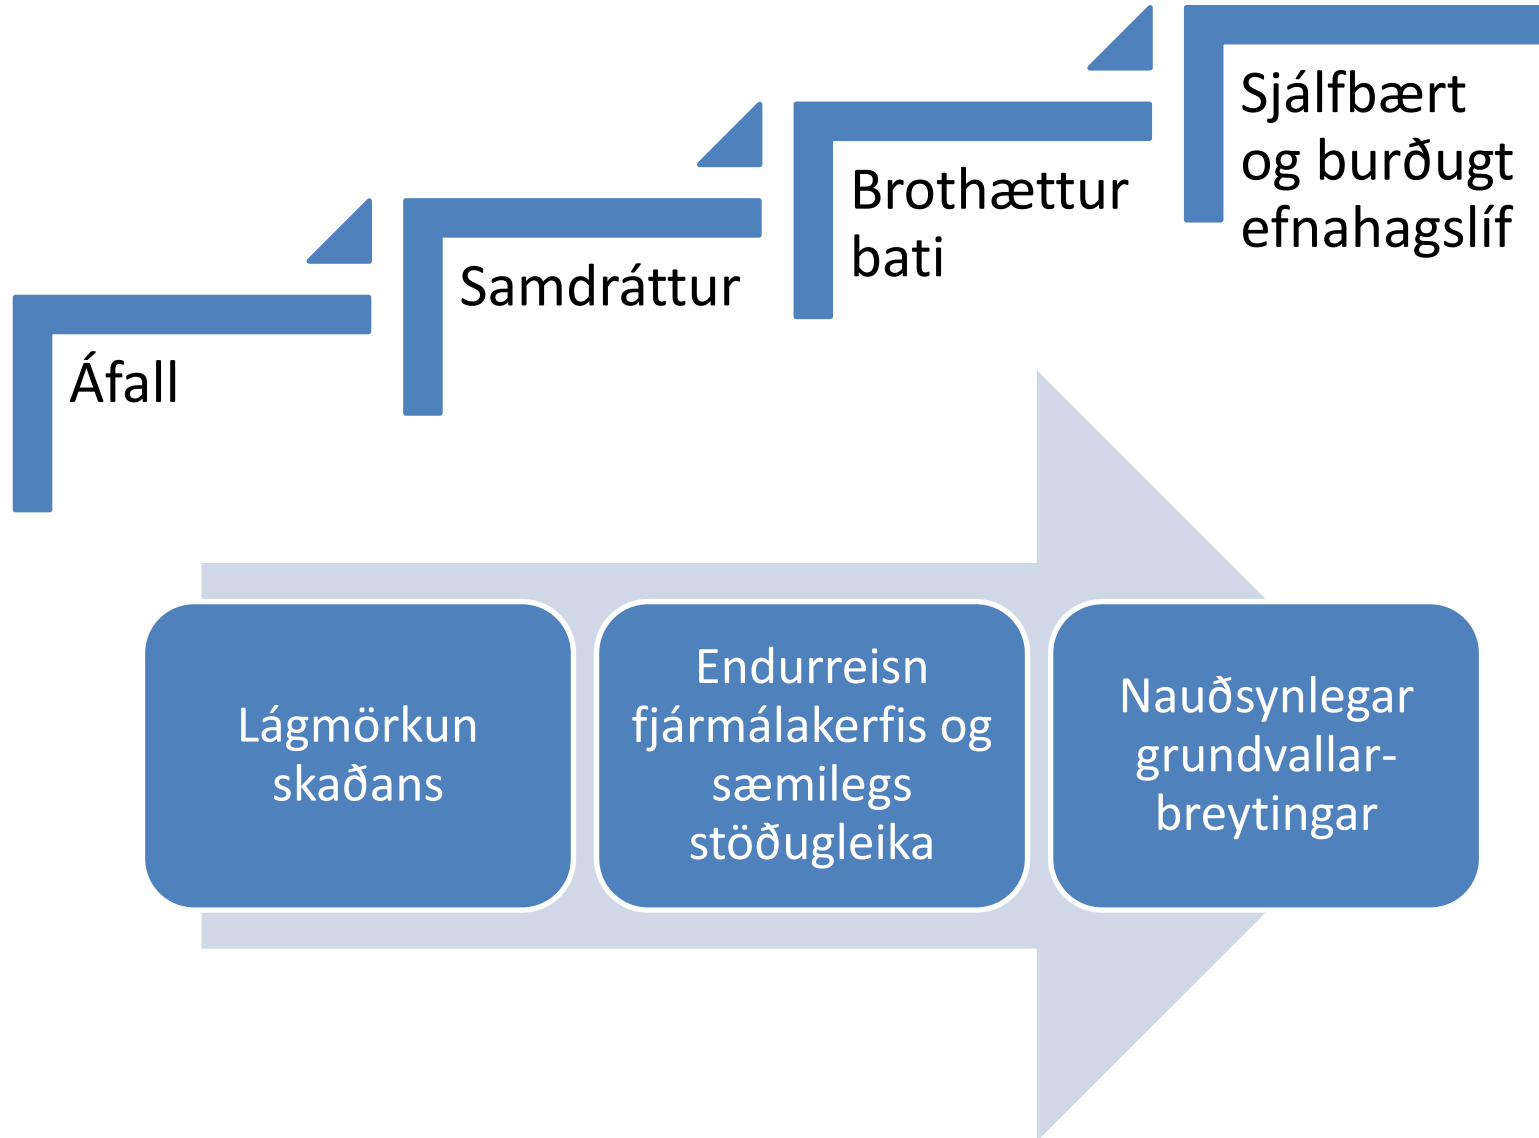 Áfall
Samdráttur
Brothættur
bati
Sjálfbært
og burðugt
efnahagslíf
Lágmörkun
skaðans
Endurreisn
fjármálakerfis og
sæmilegs
stöðugleika
Nauðsynlegar
grundvallar-
breytingar